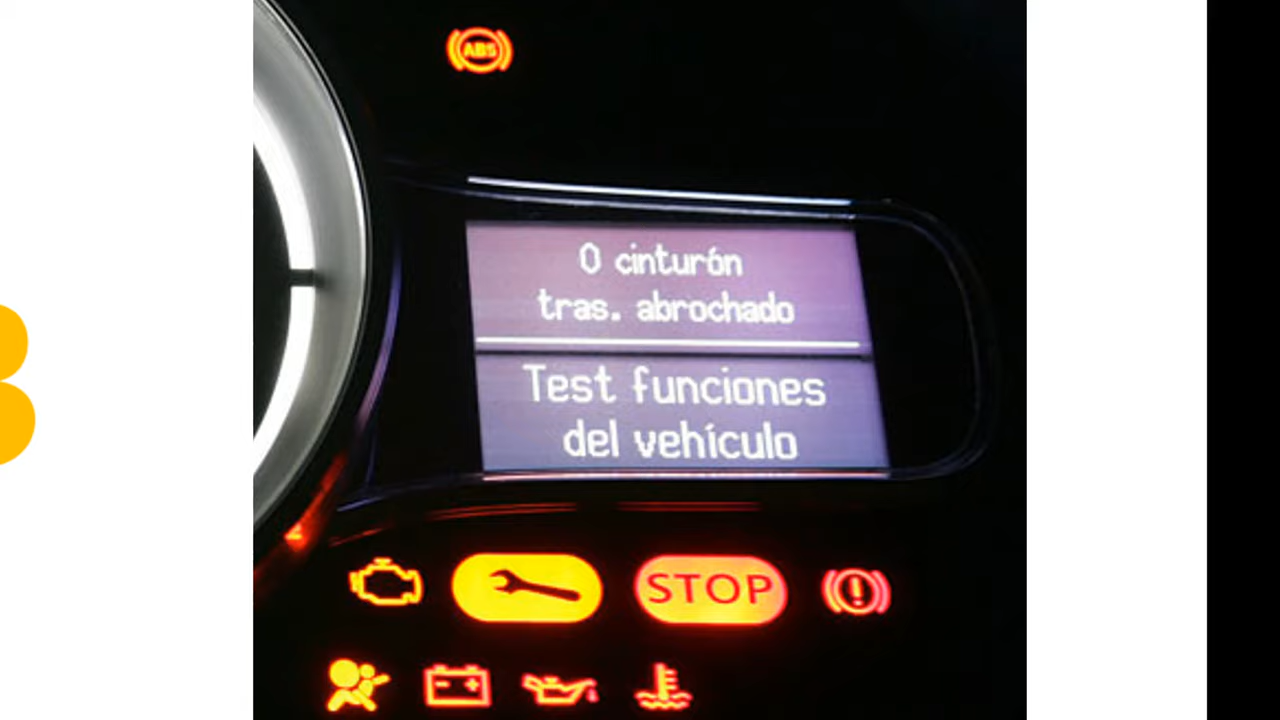 ABS
0 cinturón
tras. abrochado
Test funciones
del vehículo
STOP